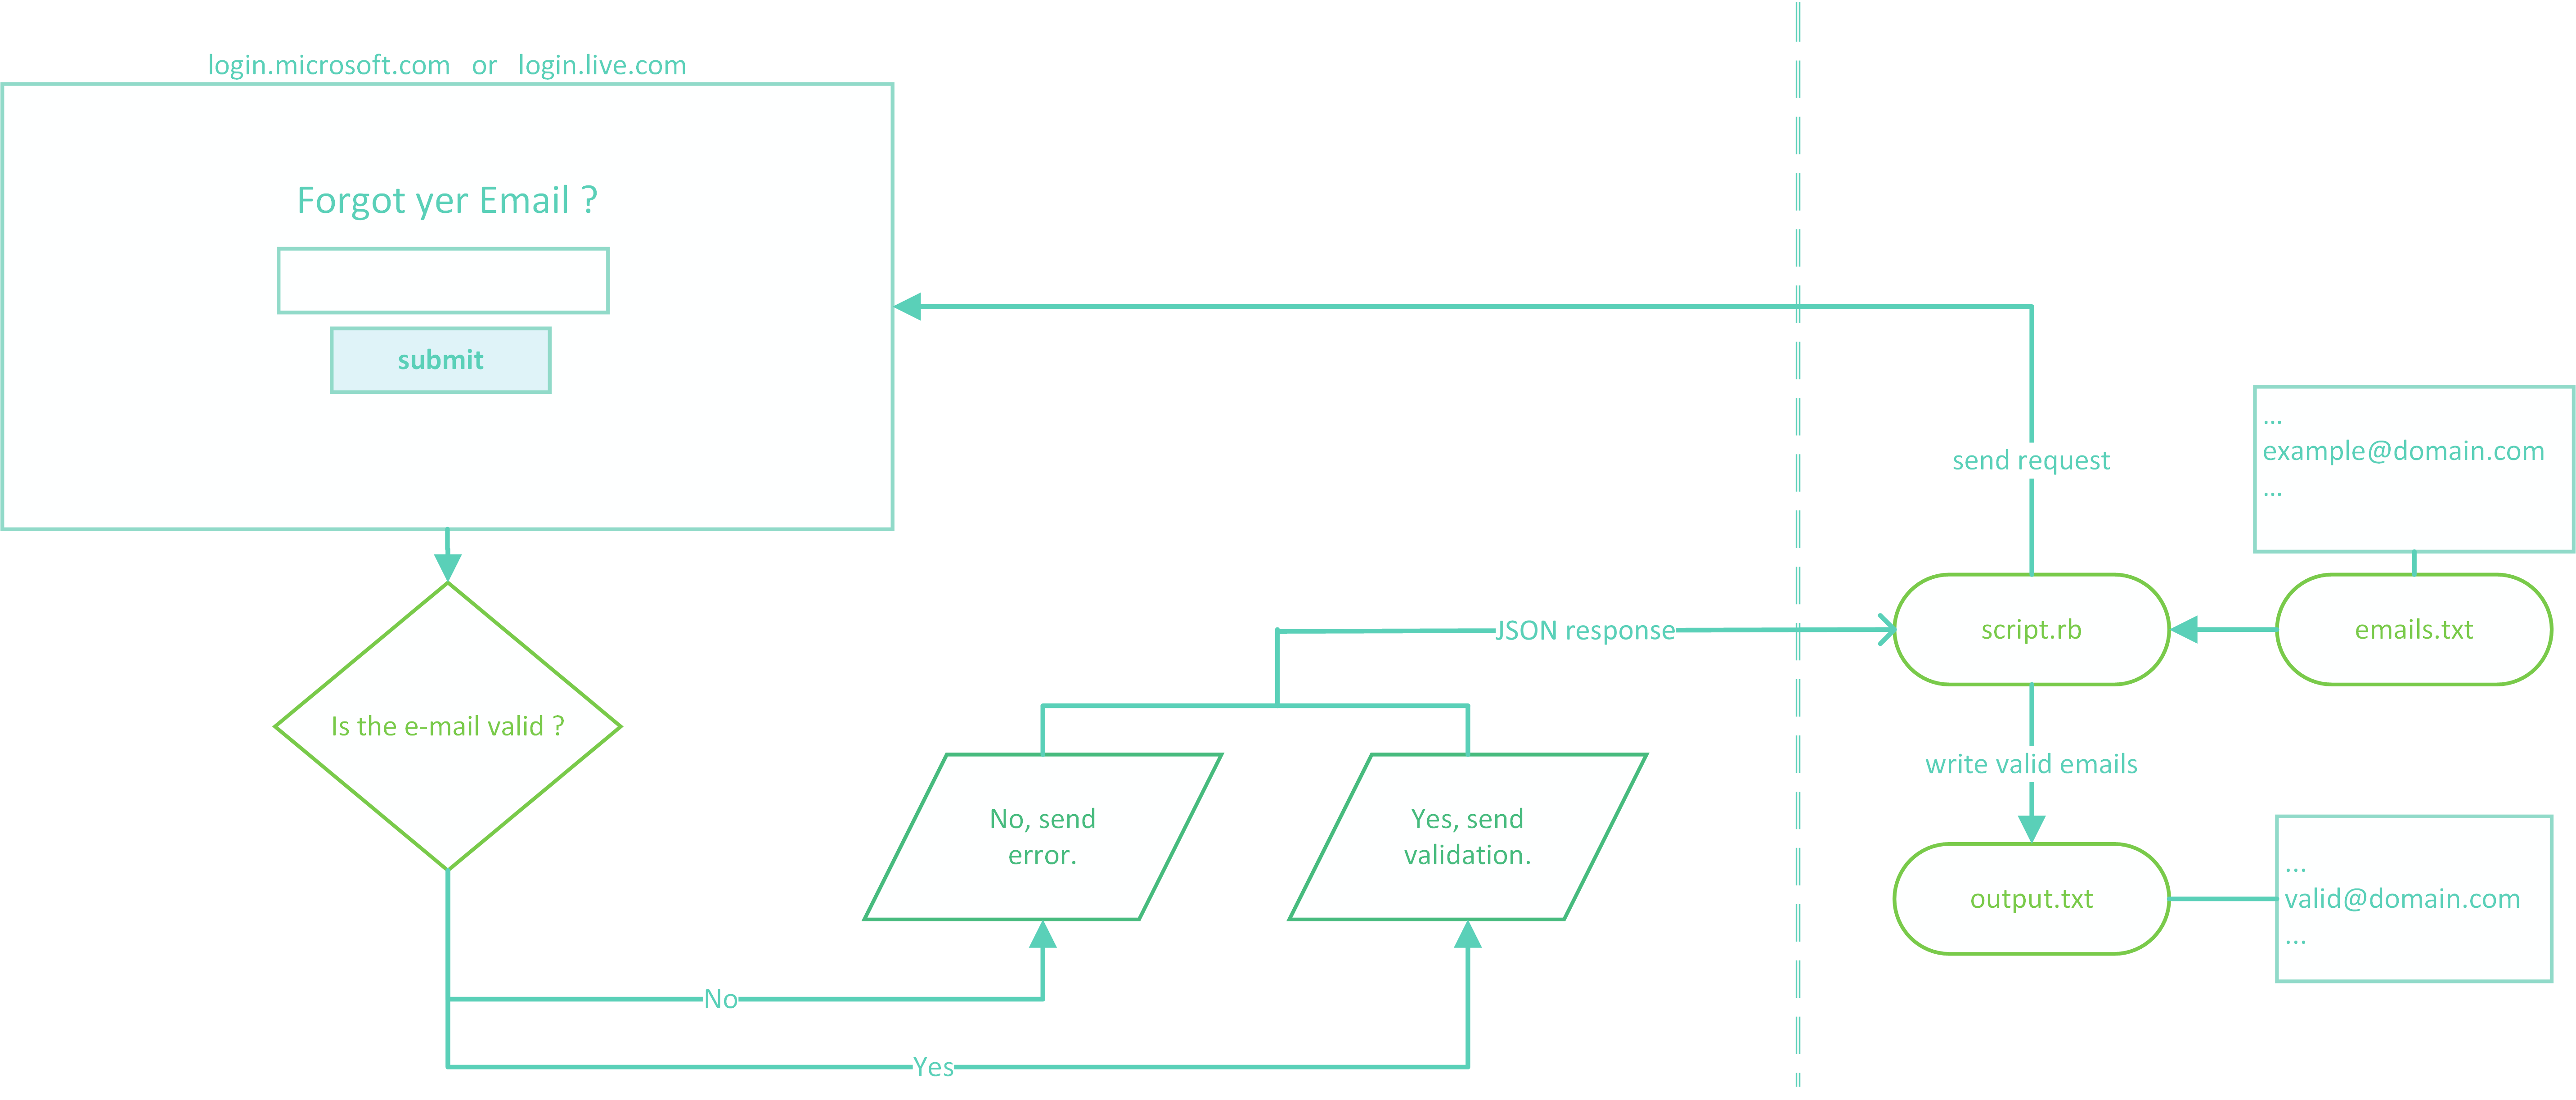 login.microsoft.com or login.live.com
Forgot yer Email ?
submit
send request
...
example@domain.com
...
JSON response
script.rb
emails.txt
Is the e-mail valid ?
write valid emails
No, send
error.
Yes, send
validation.
output.txt
...
valid@domain.com
...
No
Yes